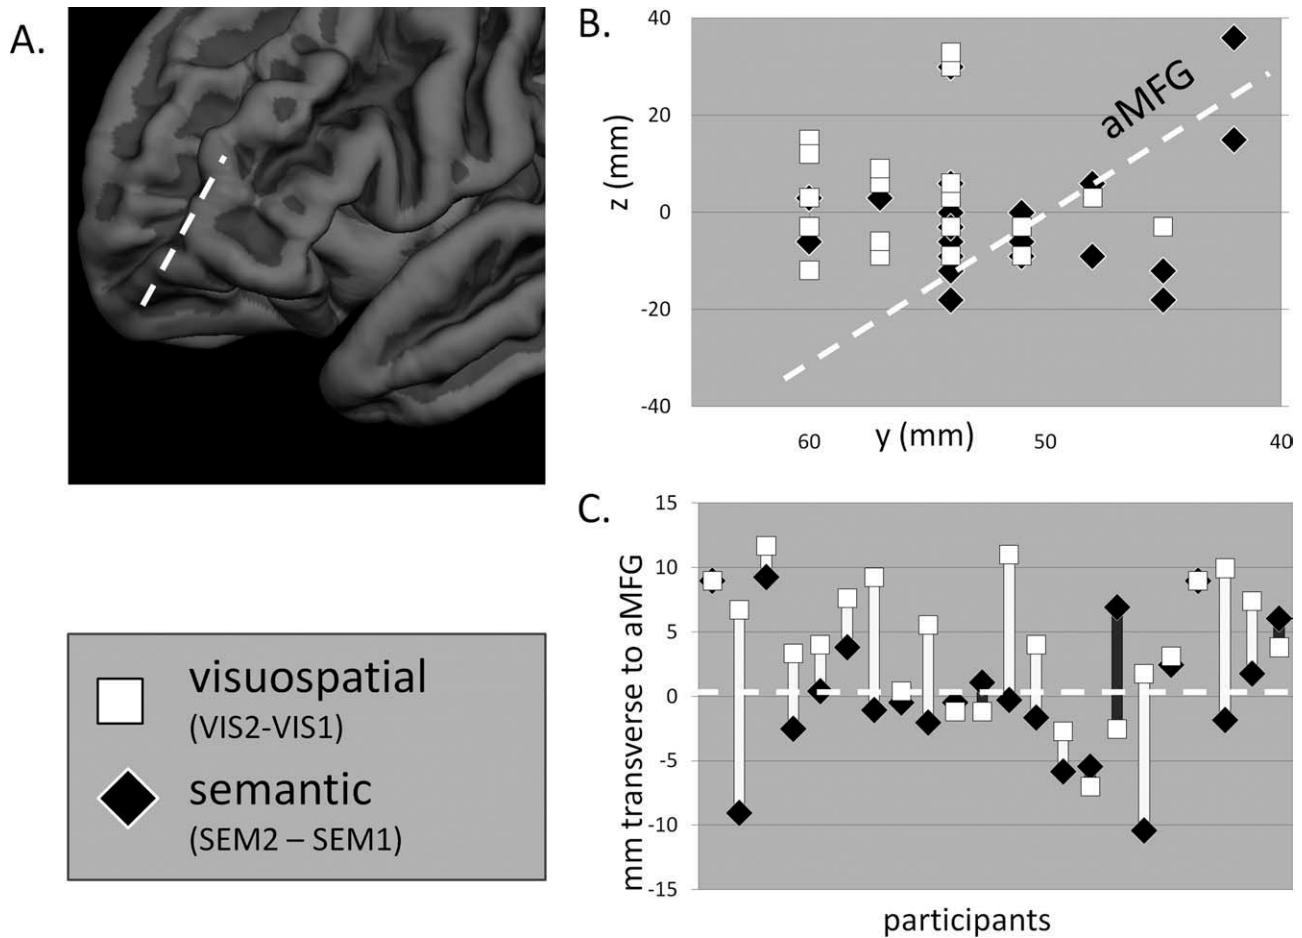 A.
B.
40
20
0
-20
-40
z (mm)
aMFG
60
y (mm)
50
40
C.
15
10
5
0
-5
-10
-15
mm transverse to aMFG
participants
visuospatial
(VIS2-VIS1)
semantic
(SEM2 – SEM1)